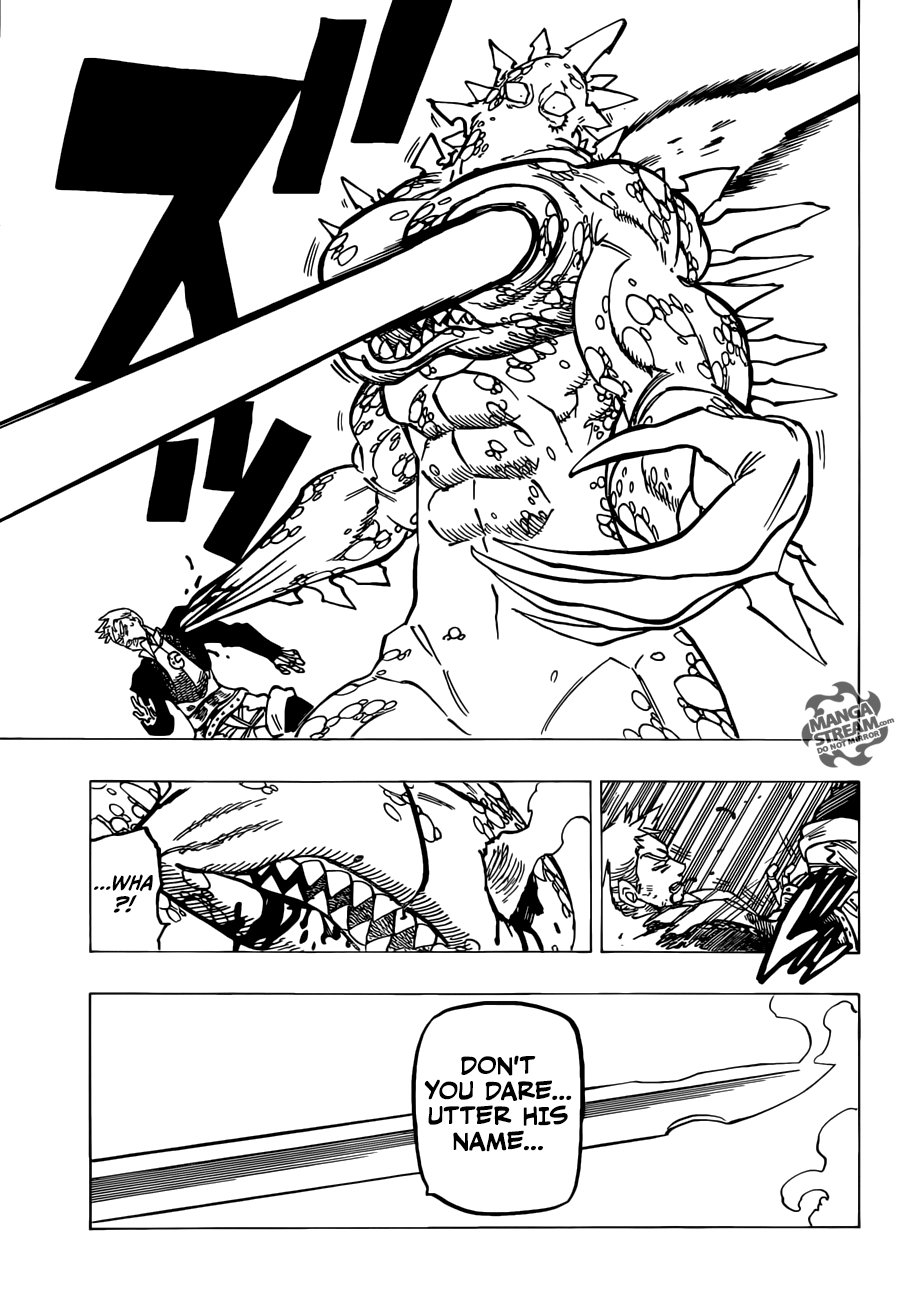 ズッ
MANGA
STREAM.com
DO NOT MIRROR
...WHA
?!
DON'T
YOU DARE...
UTTER HIS
NAME...